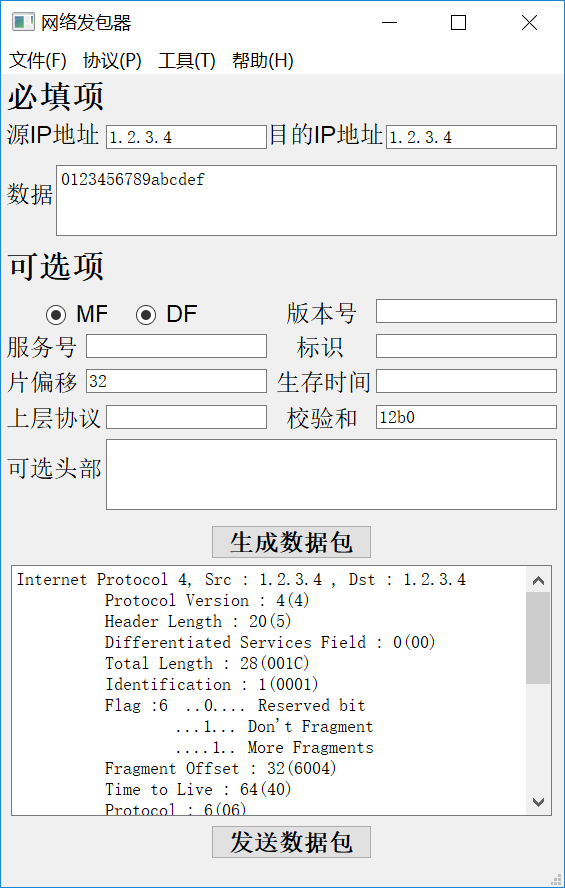 网络发包器
文件(F) 协议(P) 工具(T) 帮助(H)
必填项
源IP地址 1.2.3.4 目的IP地址 1.2.3.4
数据 0123456789abcdef
可选项
MF DF 版本号
服务号 标识
片偏移 32 生存时间
上层协议 校验和 12b0
可选头部
生成数据包
Internet Protocol 4, Src : 1.2.3.4 , Dst : 1.2.3.4
Protocol Version : 4(4)
Header Length : 20(5)
Differentiated Services Field : 0(00)
Total Length : 28(001C)
Identification : 1(0001)
Flag :6 ..0.... Reserved bit
...1... Don't Fragment
....1.. More Fragments
Fragment Offset : 32(6004)
Time to Live : 64(40)
Protocol : 6(06)
发送数据包